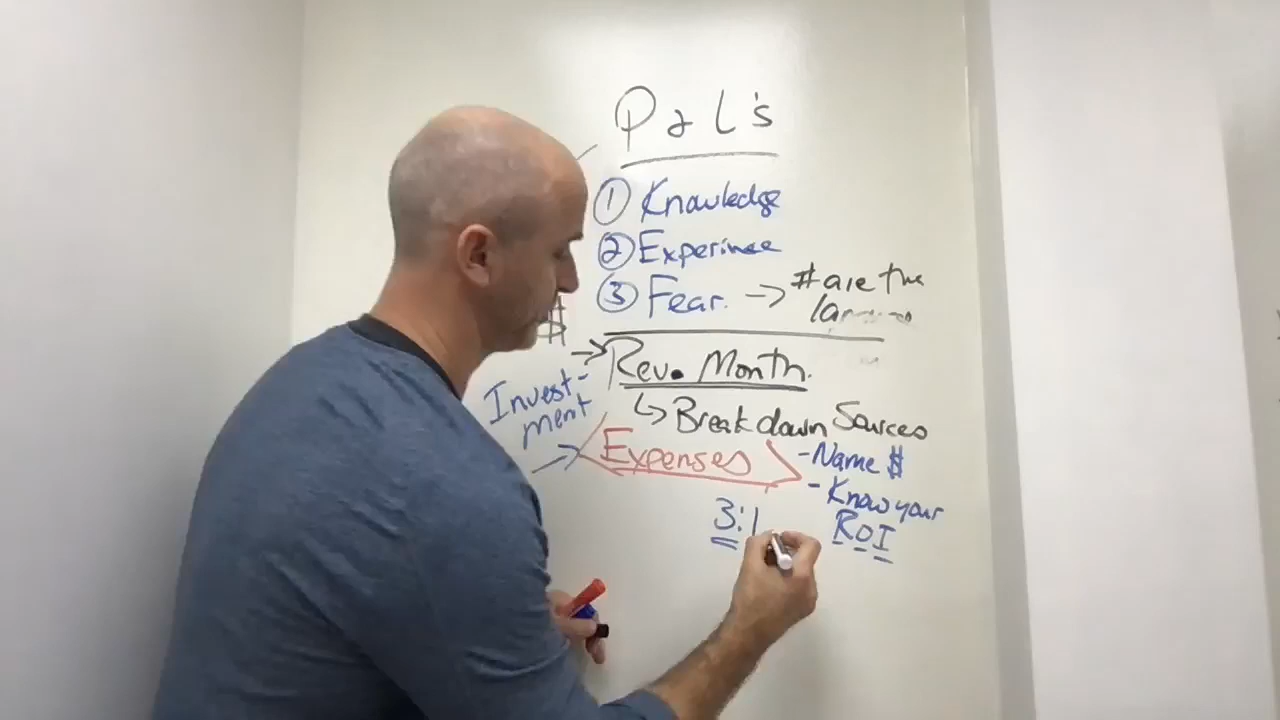 P & L's
① Knowledge
② Experinee
③ Fear. → # are the
$
→ Rev. Month.
Invest-
ment
↳ Breakdown Sources
Expenses
- Name $
- Know your
ROI
3:1